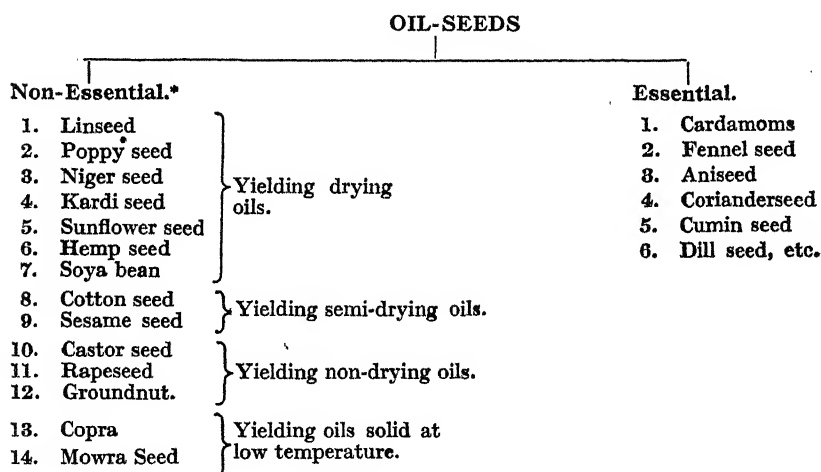 OIL-SEEDS
Non-Essential.*
1. Linseed
2. Poppy seed
3. Niger seed
4. Kardi seed
5. Sunflower seed
6. Hemp seed
7. Soya bean
Yielding drying
oils.
8. Cotton seed
9. Sesame seed
Yielding semi-drying oils.
10. Castor seed
11. Rapeseed
12. Groundnut.
Yielding non-drying oils.
13. Copra
14. Mowra Seed
Yielding oils solid at
low temperature.
Essential.
1. Cardamoms
2. Fennel seed
3. Aniseed
4. Corianderseed
5. Cumin seed
6. Dill seed, etc.